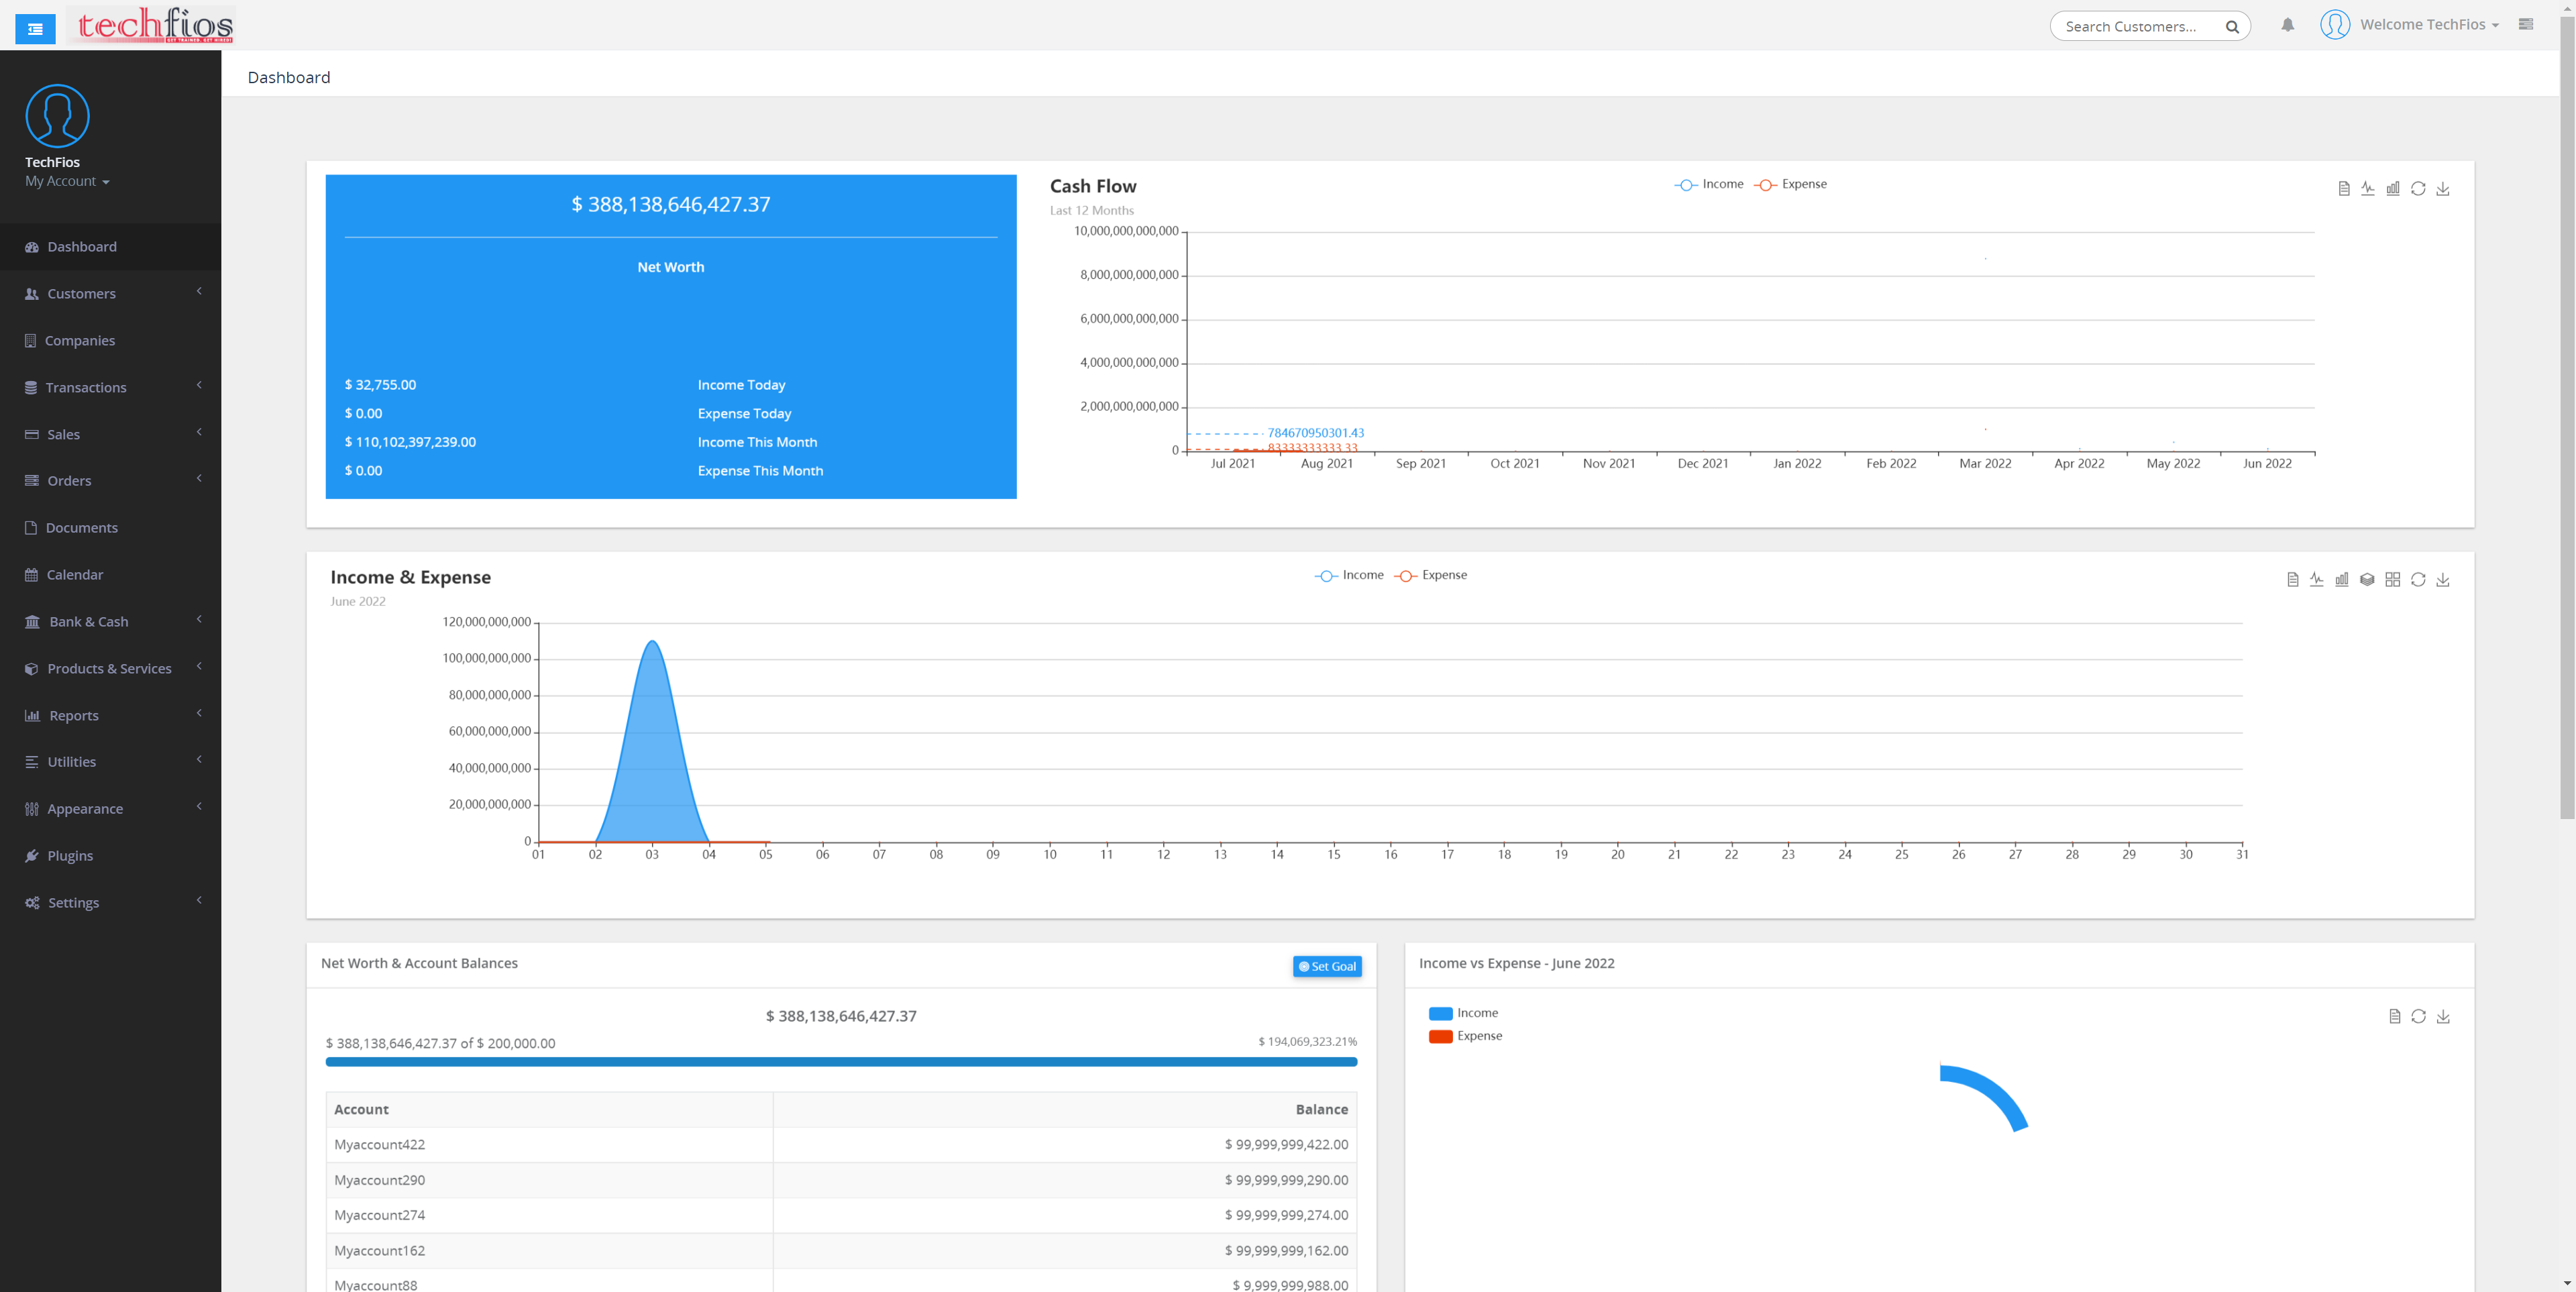 techfios
GET TRAINED. GET HIRED!
Search Customers...
Welcome TechFios
Dashboard
TechFios
My Account
Dashboard
Customers
Companies
Transactions
Sales
Orders
Documents
Calendar
Bank & Cash
Products & Services
Reports
Utilities
Appearance
Plugins
Settings
$ 388,138,646,427.37
Net Worth
$ 32,755.00 Income Today
$ 0.00 Expense Today
$ 110,102,397,239.00 Income This Month
$ 0.00 Expense This Month
Cash Flow
Last 12 Months
Income Expense
10,000,000,000,000
8,000,000,000,000
6,000,000,000,000
4,000,000,000,000
2,000,000,000,000
784670950301.43
83333333333.33
0
Jul 2021 Aug 2021 Sep 2021 Oct 2021 Nov 2021 Dec 2021 Jan 2022 Feb 2022 Mar 2022 Apr 2022 May 2022 Jun 2022
Income & Expense
June 2022
Income Expense
120,000,000,000
100,000,000,000
80,000,000,000
60,000,000,000
40,000,000,000
20,000,000,000
0
01 02 03 04 05 06 07 08 09 10 11 12 13 14 15 16 17 18 19 20 21 22 23 24 25 26 27 28 29 30 31
Net Worth & Account Balances
Set Goal
$ 388,138,646,427.37
$ 388,138,646,427.37 of $ 200,000.00
$ 194,069,323.21%
Account Balance
Myaccount422 $ 99,999,999,422.00
Myaccount290 $ 99,999,999,290.00
Myaccount274 $ 99,999,999,274.00
Myaccount162 $ 99,999,999,162.00
Myaccount88 $ 9,999,999,988.00
Income vs Expense - June 2022
Income
Expense